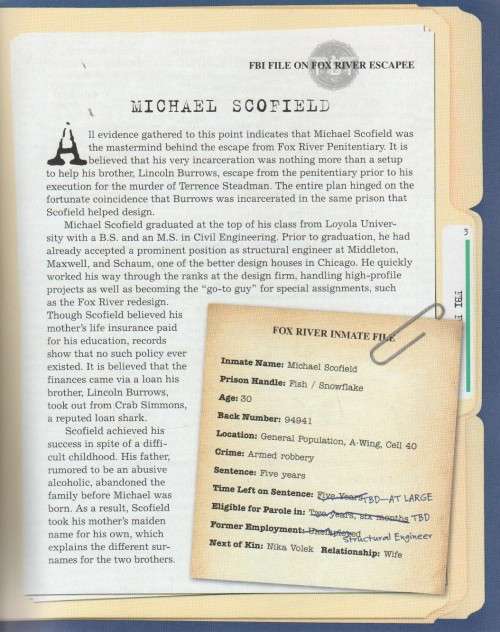 FBI FILE ON FOX RIVER ESCAPEE
MICHAEL SCOFIELD
All evidence gathered to this point indicates that Michael Scofield was
the mastermind behind the escape from Fox River Penitentiary. It is
believed that his very incarceration was nothing more than a setup
to help his brother, Lincoln Burrows, escape from the penitentiary prior to his
execution for the murder of Terrence Steadman. The entire plan hinged on the
fortunate coincidence that Burrows was incarcerated in the same prison that
Scofield helped design.
Michael Scofield graduated at the top of his class from Loyola Univer-
sity with a B.S. and an M.S. in Civil Engineering. Prior to graduation, he had
already accepted a prominent position as structural engineer at Middleton,
Maxwell, and Schaum, one of the better design houses in Chicago. He quickly
worked his way through the ranks at the design firm, handling high-profile
projects as well as becoming the “go-to guy” for special assignments, such
as the Fox River redesign.
Though Scofield believed his
mother’s life insurance paid
for his education, records
show that no such policy ever
existed. It is believed that the
finances came via a loan his
brother, Lincoln Burrows,
took out from Crab Simmons,
a reputed loan shark.
Scofield achieved his
success in spite of a diffi-
cult childhood. His father,
rumored to be an abusive
alcoholic, abandoned the
family before Michael was
born. As a result, Scofield
took his mother’s maiden
name for his own, which
explains the different sur-
names for the two brothers.
FOX RIVER INMATE FILE
Inmate Name: Michael Scofield
Prison Handle: Fish / Snowflake
Age: 30
Back Number: 94941
Location: General Population, A-Wing, Cell 40
Crime: Armed robbery
Sentence: Five years
Time Left on Sentence: Five Years TBD—AT LARGE
Eligible for Parole in: Two years, six months TBD
Former Employment: Unemployed Structural Engineer
Next of Kin: Nika Volek Relationship: Wife
3
FBI